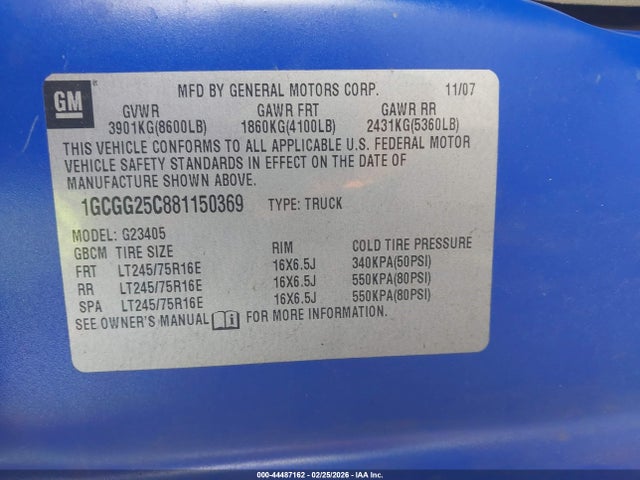 GM
MFD BY GENERAL MOTORS CORP. 11/07
GVWR GAWR FRT GAWR RR
3901KG(8600LB) 1860KG(4100LB) 2431KG(5360LB)
THIS VEHICLE CONFORMS TO ALL APPLICABLE U.S. FEDERAL MOTOR
VEHICLE SAFETY STANDARDS IN EFFECT ON THE DATE OF
MANUFACTURE SHOWN ABOVE.
1GCGG25C881150369 TYPE: TRUCK
MODEL: G23405
GBCM TIRE SIZE RIM COLD TIRE PRESSURE
FRT LT245/75R16E 16X6.5J 340KPA(50PSI)
RR LT245/75R16E 16X6.5J 550KPA(80PSI)
SPA LT245/75R16E 16X6.5J 550KPA(80PSI)
SEE OWNER'S MANUAL i FOR MORE INFORMATION.
000-44487162 - 02/25/2026 - IAA Inc.